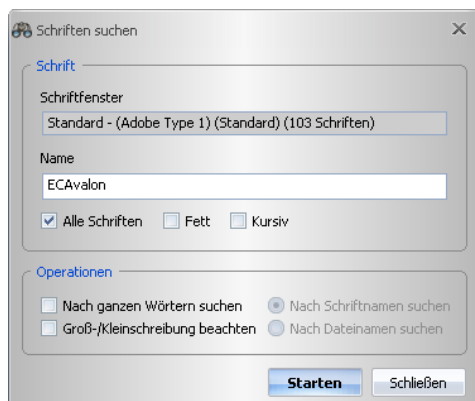 Schriften suchen
Schrift
Schriftfenster
Standard - (Adobe Type 1) (Standard) (103 Schriften)
Name
ECAvalon
Alle Schriften Fett Kursiv
Operationen
Nach ganzen Wörtern suchen Nach Schriftnamen suchen
Groß-/Kleinschreibung beachten Nach Dateinamen suchen
Starten Schließen